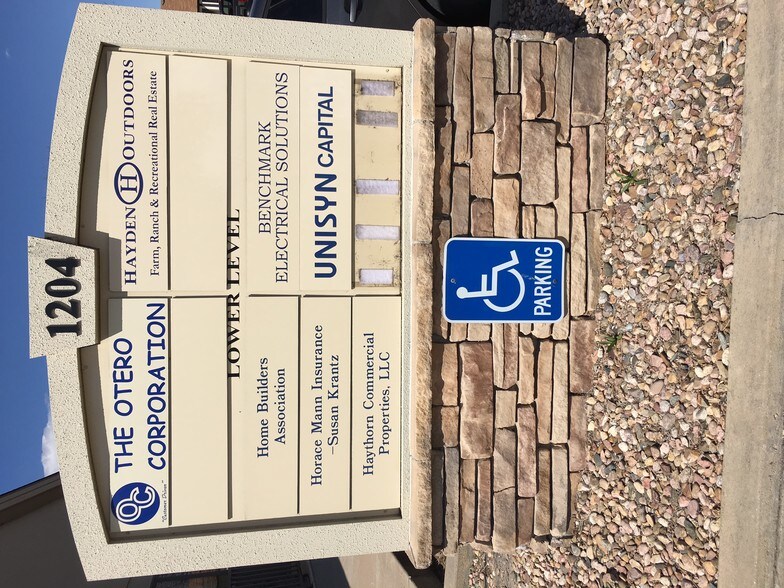 1204
OC
THE OTERO
CORPORATION
HAYDEN H OUTDOORS
Farm, Ranch & Recreational Real Estate
LOWER LEVEL
Home Builders
Association
BENCHMARK
ELECTRICAL SOLUTIONS
Horace Mann Insurance
-Susan Krantz
UNISYN CAPITAL
Haythorn Commercial
Properties, LLC
PARKING